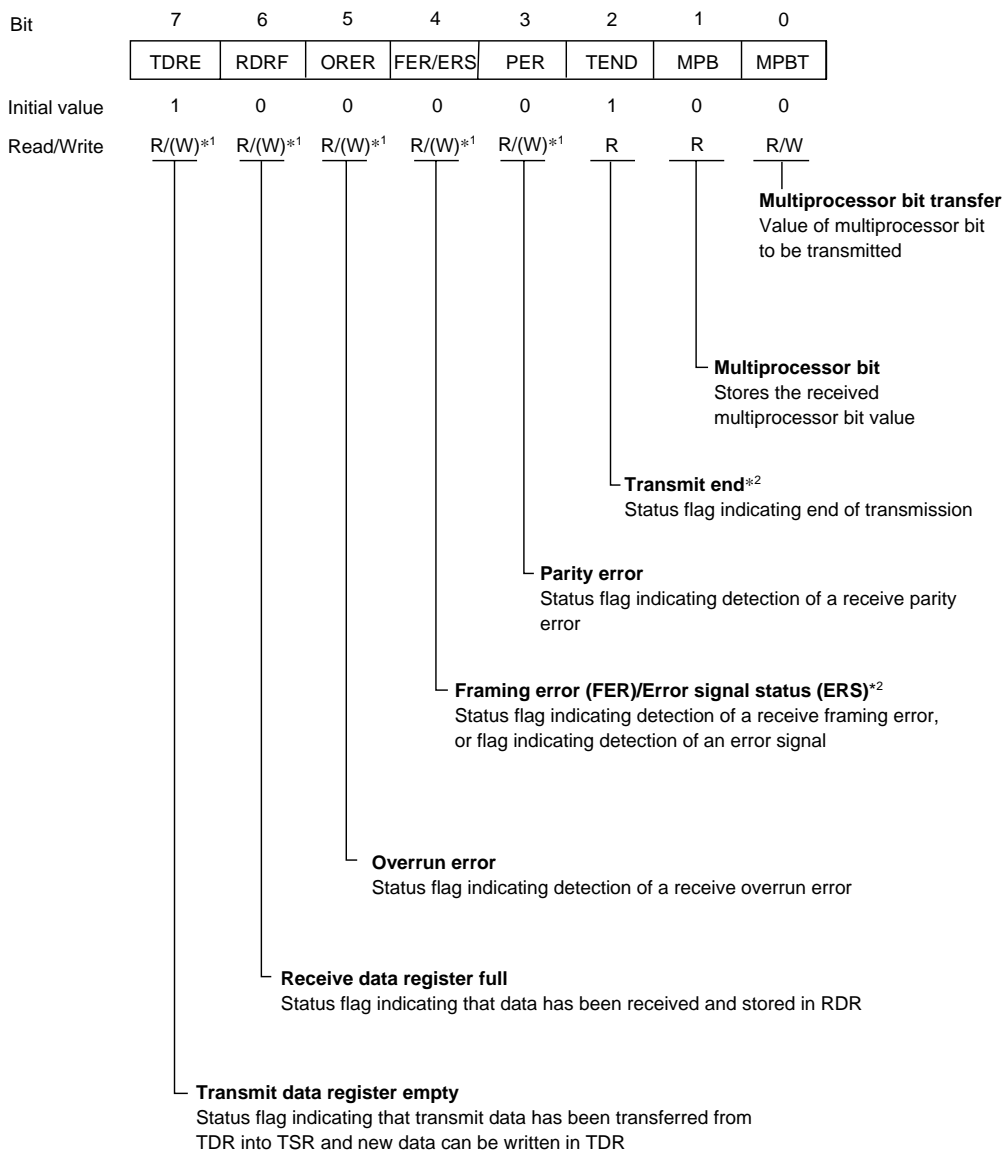 Bit 7 6 5 4 3 2 1 0
TDRE RDRF ORER FER/ERS PER TEND MPB MPBT
Initial value 1 0 0 0 0 1 0 0
Read/Write R/(W)*1 R/(W)*1 R/(W)*1 R/(W)*1 R/(W)*1 R R R/W
Multiprocessor bit transfer
Value of multiprocessor bit
to be transmitted
Multiprocessor bit
Stores the received
multiprocessor bit value
Transmit end*2
Status flag indicating end of transmission
Parity error
Status flag indicating detection of a receive parity
error
Framing error (FER)/Error signal status (ERS)*2
Status flag indicating detection of a receive framing error,
or flag indicating detection of an error signal
Overrun error
Status flag indicating detection of a receive overrun error
Receive data register full
Status flag indicating that data has been received and stored in RDR
Transmit data register empty
Status flag indicating that transmit data has been transferred from
TDR into TSR and new data can be written in TDR